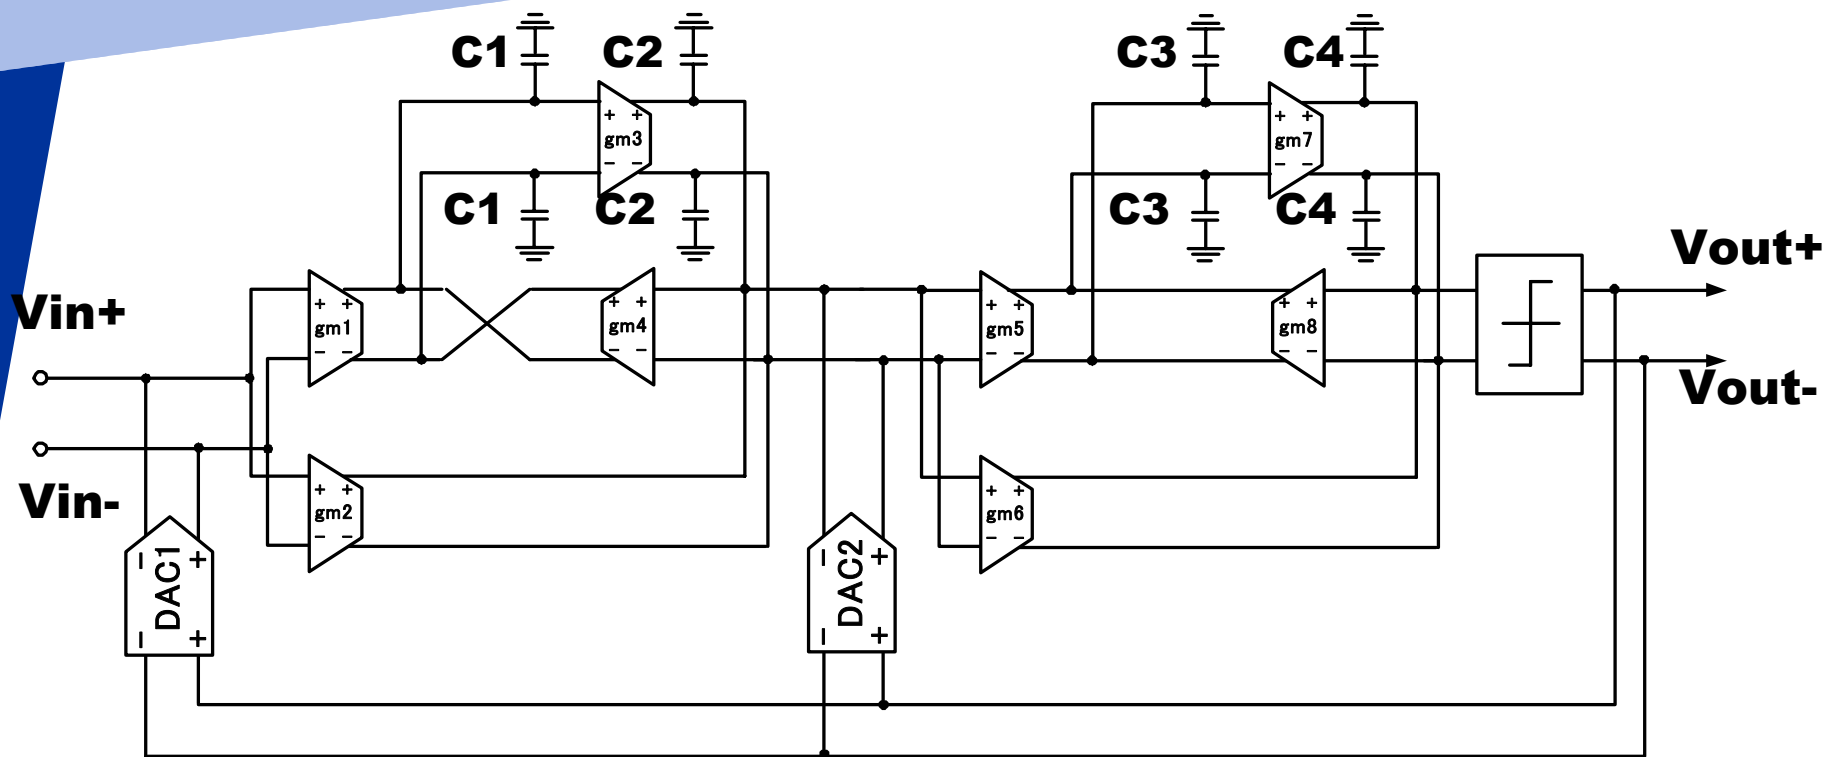 C1 C2 C3 C4
+ +
gm3
− −
+ +
gm7
− −
C1 C2 C3 C4
Vout+
Vin+
+ +
gm1
− −
+ +
gm4
− −
+ +
gm5
− −
+ +
gm8
− −
Vout-
Vin-
+ +
gm2
− −
+ +
gm6
− −
− +
DAC1
− +
− +
DAC2
− +